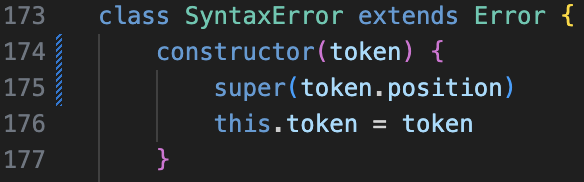 173 class SyntaxError extends Error {
174 constructor(token) {
175 super(token.position)
176 this.token = token
177 }